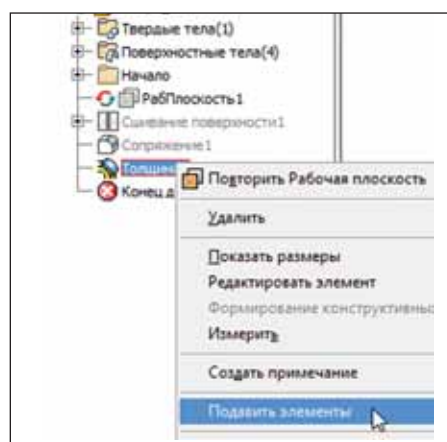 Твердые тела(1)
Поверхностные тела(4)
Начало
РабПлоскость1
Сшивание поверхности1
Сопряжение1
Толщин
Конец д
Повторить Рабочая плоскость
Удалить
Показать размеры
Редактировать элемент
Формирование конструктивных
Измерить
Создать примечание
Подавить элементы